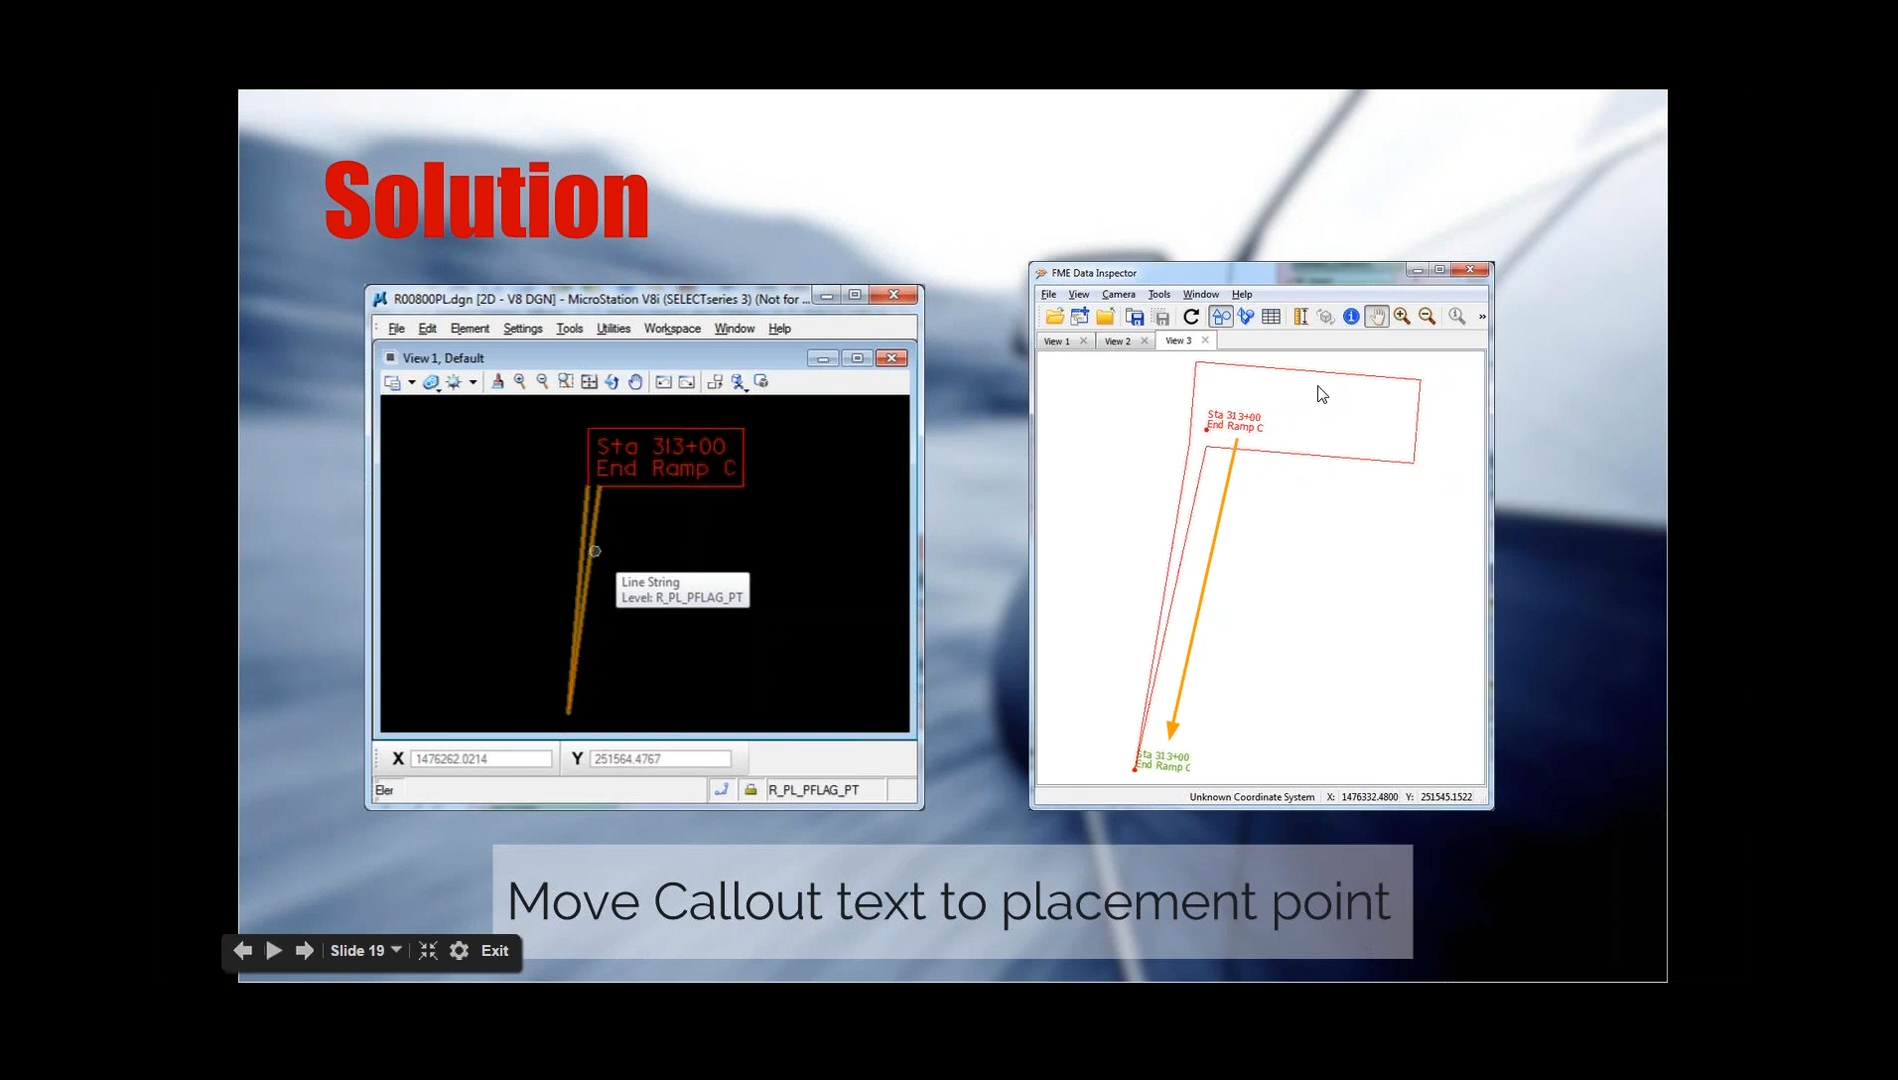 Solution
R00800PL.dgn [2D - V8 DGN] - MicroStation V8i (SELECTseries 3) (Not for ...
File Edit Element Settings Tools Utilities Workspace Window Help
View 1, Default
Sta 313+00
End Ramp C
Line String
Level: R_PL_PFLAG_PT
X 1476262.0214 Y 251564.4767
Eler R_PL_PFLAG_PT
FME Data Inspector
File View Camera Tools Window Help
View 1 View 2 View 3
Sta 313+00
End Ramp C
Sta 313+00
End Ramp C
Unknown Coordinate System X: 1476332.4800 Y: 251545.1522
Move Callout text to placement point
Slide 19 Exit